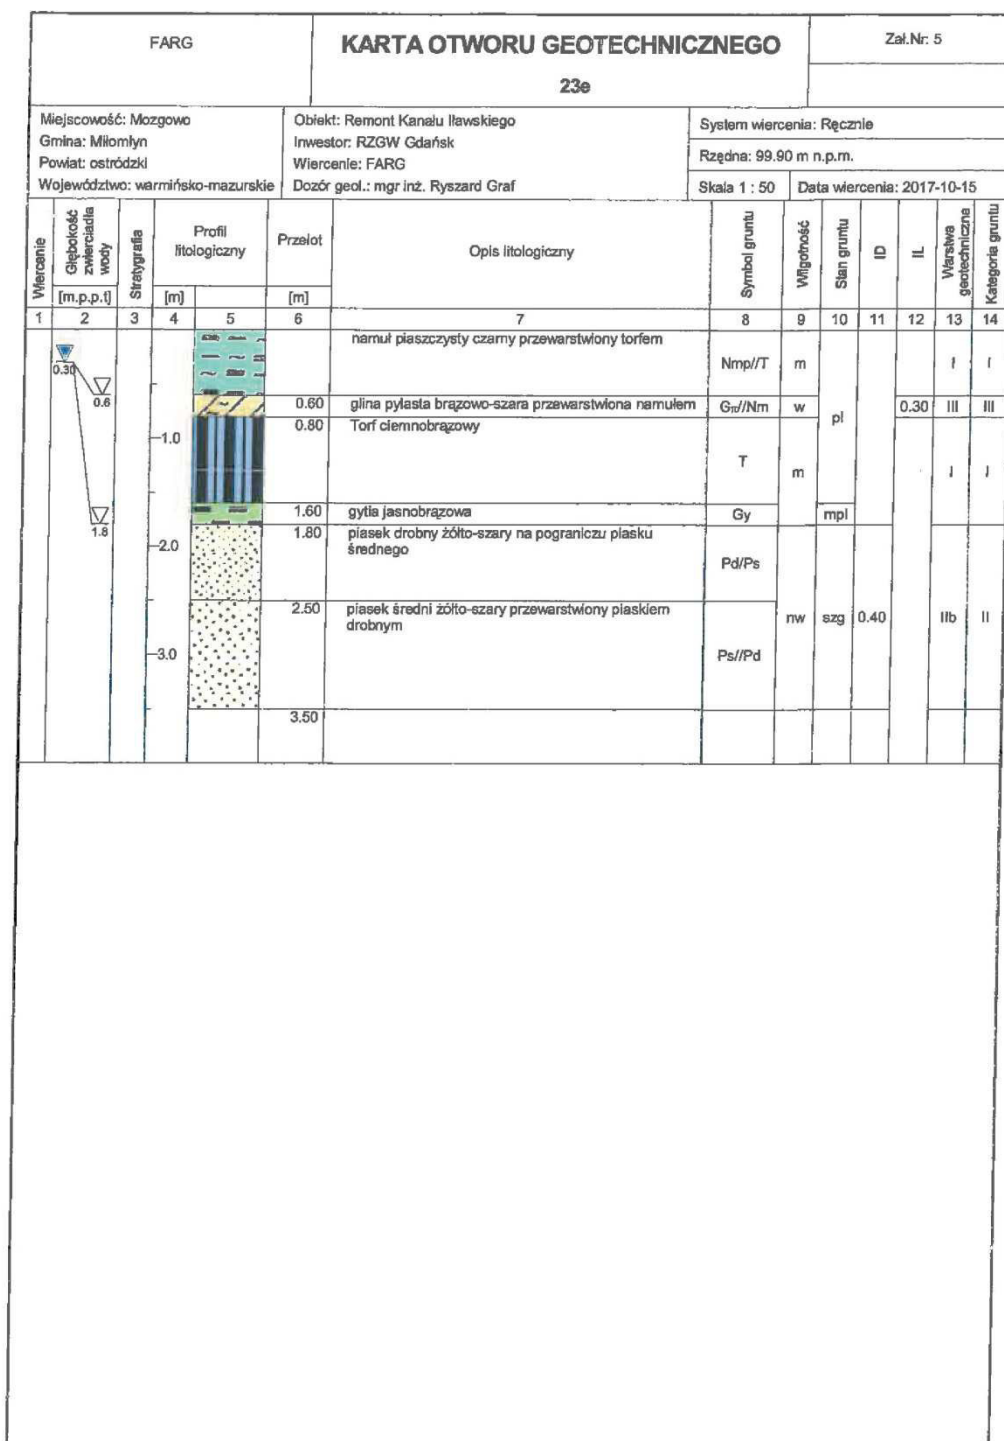 FARG
KARTA OTWORU GEOTECHNICZNEGO
23e
Zał.Nr: 5
Miejscowość: Mozgowo
Gmina: Miłomłyn
Powiat: ostródzki
Województwo: warmińsko-mazurskie
Obiekt: Remont Kanału Iławskiego
Inwestor: RZGW Gdańsk
Wiercenie: FARG
Dozór geol.: mgr inż. Ryszard Graf
System wiercenia: Ręcznie
Rzędna: 99.90 m n.p.m.
Skala 1 : 50 Data wiercenia: 2017-10-15
Wiercenie
Głębokość zwierciadła wody
[m.p.p.t]
Stratygrafia
Profil litologiczny
[m]
Przelot
[m]
Opis litologiczny
Symbol gruntu
Wilgotność
Stan gruntu
ID
IL
Warstwa geotechniczna
Kategoria gruntu
1 2 3 4 5 6 7 8 9 10 11 12 13 14
namuł piaszczysty czarny przewarstwiony torfem
Nmp//T m I I
0.30
0.6
0.60 glina pylasta brązowo-szara przewarstwiona namułem Gπ//Nm w 0.30 III III
pl
0.80 Torf ciemnobrązowy
-1.0
T m I I
1.60 gytia jasnobrązowa Gy mpl
1.8
1.80 piasek drobny żółto-szary na pograniczu piasku
średniego
-2.0
Pd/Ps
2.50 piasek średni żółto-szary przewarstwiony piaskiem
drobnym
nw szg 0.40 IIb II
-3.0
Ps//Pd
3.50